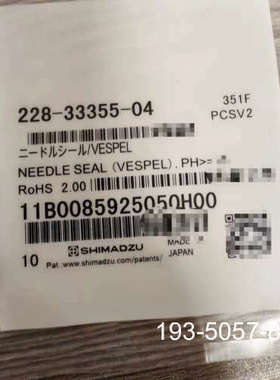 228-33355-04
351F
PCSV2
ニードルシール/VESPEL
NEEDLE SEAL (VESPEL). PH>=
RoHS 2.00
11B0085925050H00
SHIMADZU
MADE
JAPAN
10 Pat.:www.shimadzu.com/patents/
193-5057-8